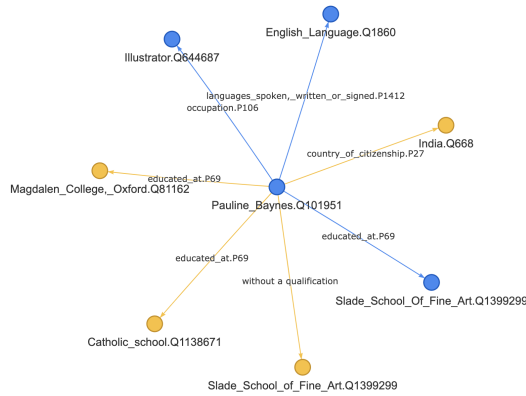 English_Language.Q1860
Illustrator.Q644687
languages_spoken,_written_or_signed.P1412
occupation.P106
India.Q668
country_of_citizenship.P27
educated_at.P69
Magdalen_College,_Oxford.Q81162
Pauline_Baynes.Q101951
educated_at.P69
educated_at.P69
without a qualification
Slade_School_Of_Fine_Art.Q1399299
Catholic_school.Q1138671
Slade_School_of_Fine_Art.Q1399299